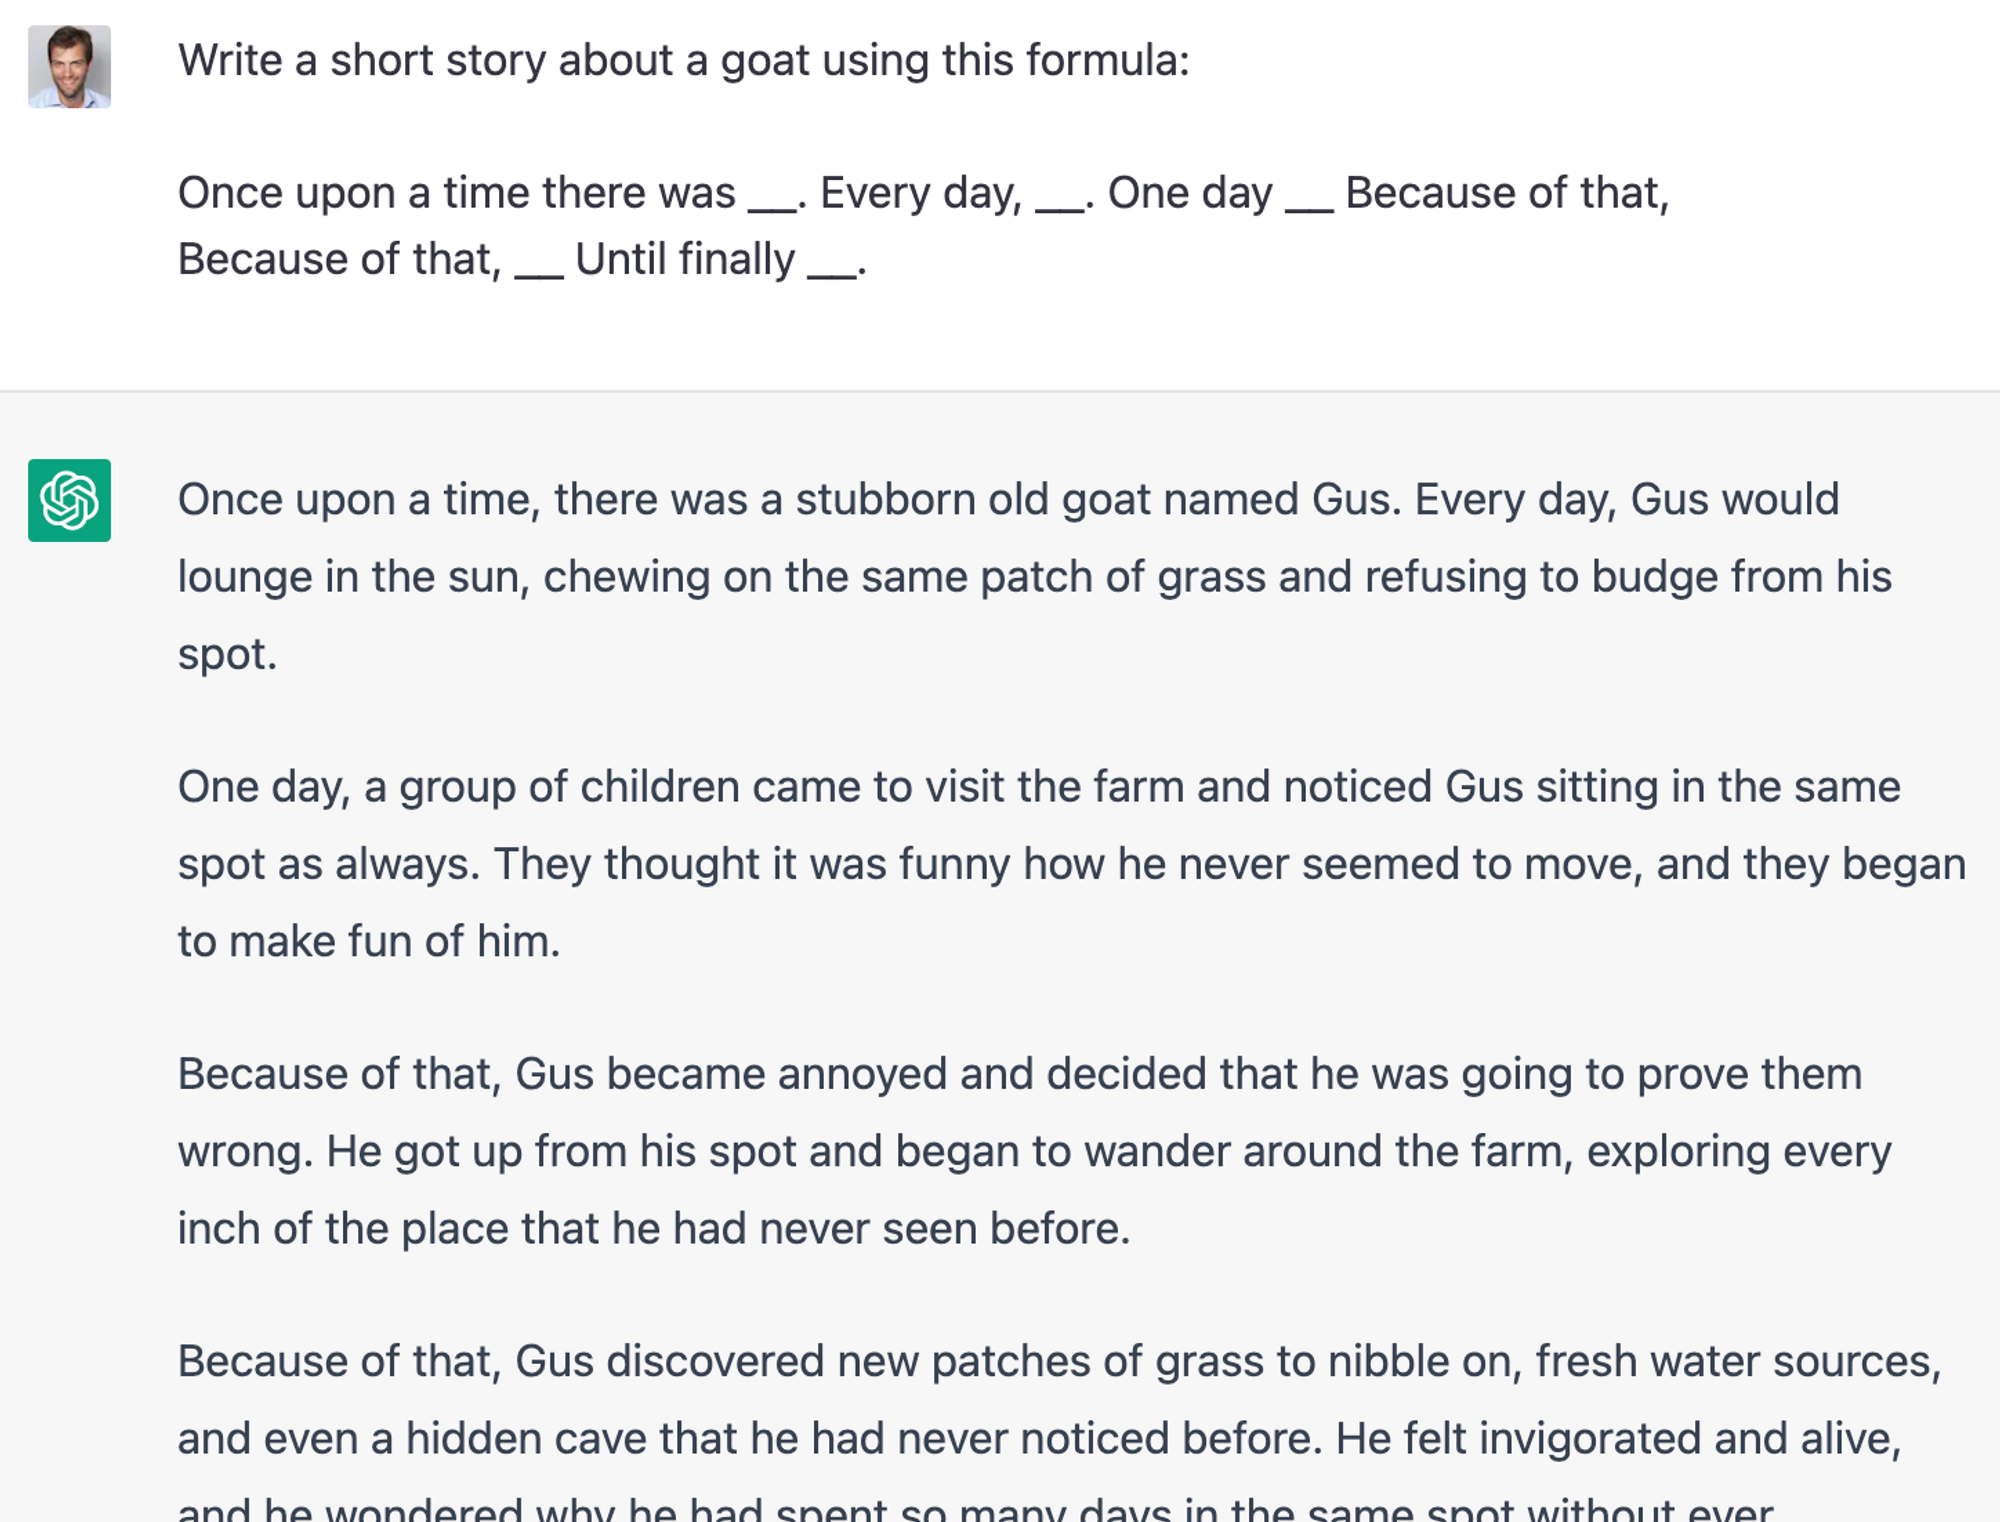 Write a short story about a goat using this formula:
Once upon a time there was __. Every day, __. One day __ Because of that,
Because of that, __ Until finally __.
Once upon a time, there was a stubborn old goat named Gus. Every day, Gus would
lounge in the sun, chewing on the same patch of grass and refusing to budge from his
spot.
One day, a group of children came to visit the farm and noticed Gus sitting in the same
spot as always. They thought it was funny how he never seemed to move, and they began
to make fun of him.
Because of that, Gus became annoyed and decided that he was going to prove them
wrong. He got up from his spot and began to wander around the farm, exploring every
inch of the place that he had never seen before.
Because of that, Gus discovered new patches of grass to nibble on, fresh water sources,
and even a hidden cave that he had never noticed before. He felt invigorated and alive,
and he wondered why he had spent so many days in the same spot without ever